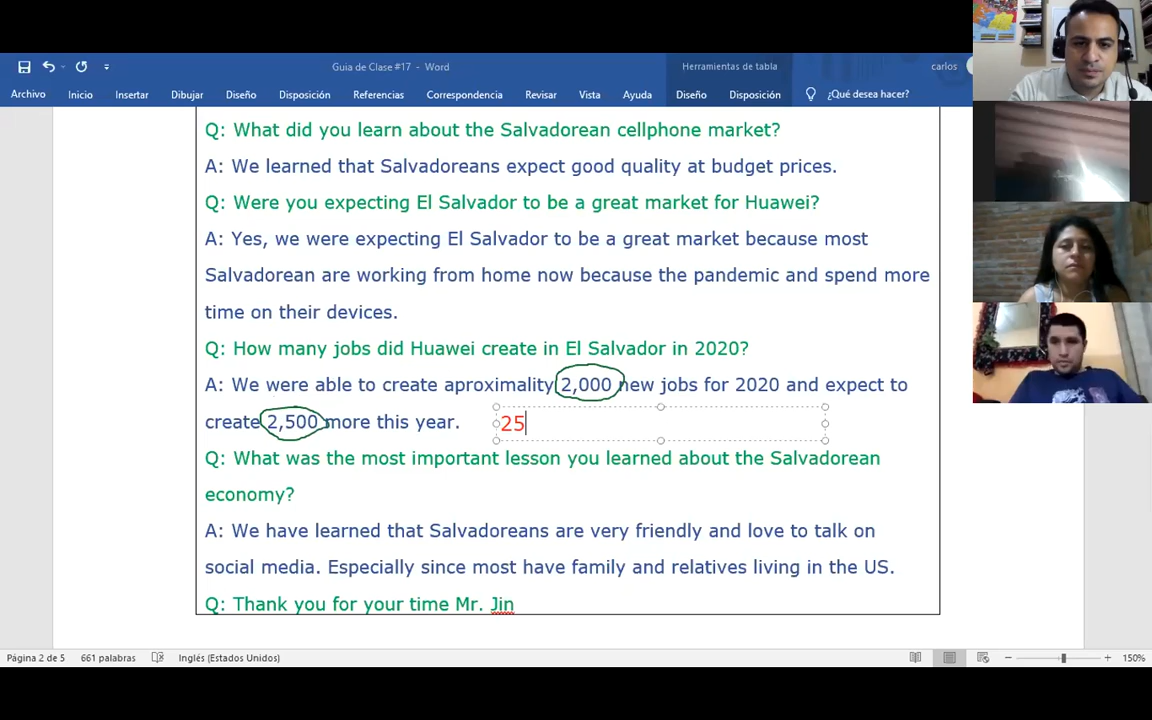 Guia de Clase #17 - Word
Herramientas de tabla
carlos
Archivo Inicio Insertar Dibujar Diseño Disposición Referencias Correspondencia Revisar Vista Ayuda Diseño Disposición ¿Qué desea hacer?
Q: What did you learn about the Salvadorean cellphone market?
A: We learned that Salvadoreans expect good quality at budget prices.
Q: Were you expecting El Salvador to be a great market for Huawei?
A: Yes, we were expecting El Salvador to be a great market because most
Salvadorean are working from home now because the pandemic and spend more
time on their devices.
Q: How many jobs did Huawei create in El Salvador in 2020?
A: We were able to create aproximality 2,000 new jobs for 2020 and expect to
create 2,500 more this year. 25
Q: What was the most important lesson you learned about the Salvadorean
economy?
A: We have learned that Salvadoreans are very friendly and love to talk on
social media. Especially since most have family and relatives living in the US.
Q: Thank you for your time Mr. Jin
Página 2 de 5 661 palabras Inglés (Estados Unidos) 150%